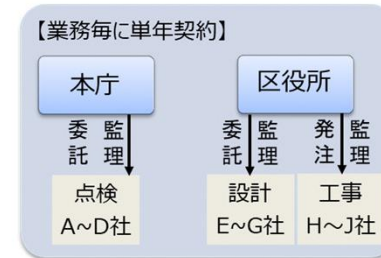 【業務毎に単年契約】
本庁
区役所
委託
監理
委託
監理
発注
監理
点検
A~D社
設計
E~G社
工事
H～J社